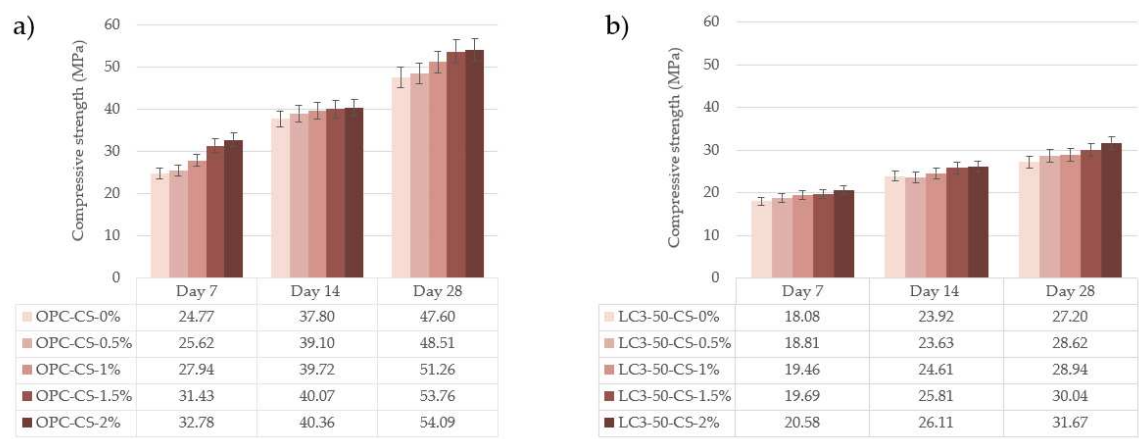 a)
Compressive strength (MPa)
60
50
40
30
20
10
0
Day 7 Day 14 Day 28
OPC-CS-0% 24.77 37.80 47.60
OPC-CS-0.5% 25.62 39.10 48.51
OPC-CS-1% 27.94 39.72 51.26
OPC-CS-1.5% 31.43 40.07 53.76
OPC-CS-2% 32.78 40.36 54.09
b)
Compressive strength (MPa)
60
50
40
30
20
10
0
Day 7 Day 14 Day 28
LC3-50-CS-0% 18.08 23.92 27.20
LC3-50-CS-0.5% 18.81 23.63 28.62
LC3-50-CS-1% 19.46 24.61 28.94
LC3-50-CS-1.5% 19.69 25.81 30.04
LC3-50-CS-2% 20.58 26.11 31.67